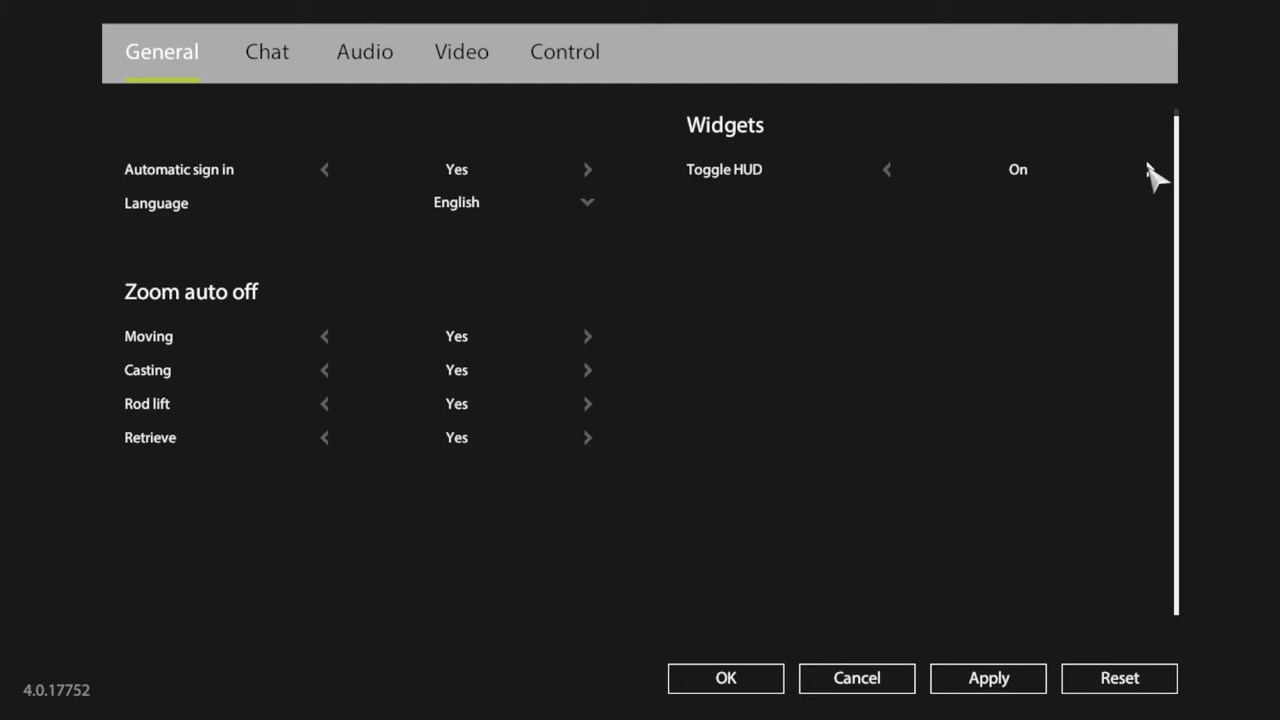 General Chat Audio Video Control
Widgets
Automatic sign in Yes
Toggle HUD On
Language English
Zoom auto off
Moving Yes
Casting Yes
Rod lift Yes
Retrieve Yes
OK Cancel Apply Reset
4.0.17752